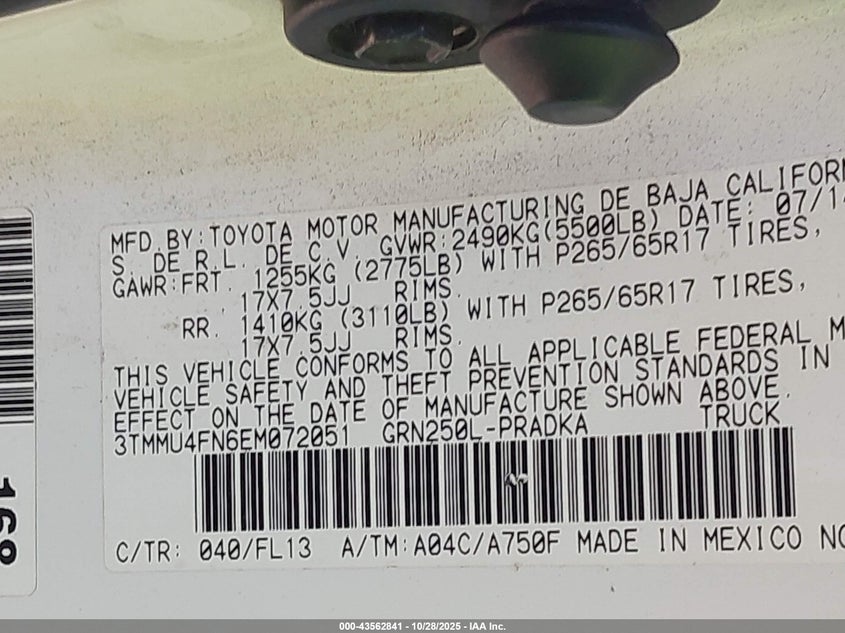 MFD.BY:TOYOTA MOTOR MANUFACTURING DE BAJA CALIFORN
S. DE R.L. DE C.V. GVWR:2490KG(5500LB) DATE: 07/14
GAWR:FRT. 1255KG (2775LB) WITH P265/65R17 TIRES,
17X7.5JJ RIMS.
RR. 1410KG (3110LB) WITH P265/65R17 TIRES,
17X7.5JJ RIMS.
THIS VEHICLE CONFORMS TO ALL APPLICABLE FEDERAL M
VEHICLE SAFETY AND THEFT PREVENTION STANDARDS IN
EFFECT ON THE DATE OF MANUFACTURE SHOWN ABOVE.
3TMMU4FN6EM072051 GRN250L-PRADKA TRUCK
C/TR: 040/FL13 A/TM:A04C/A750F MADE IN MEXICO NO
168
000-43562841 - 10/28/2025 - IAA Inc.